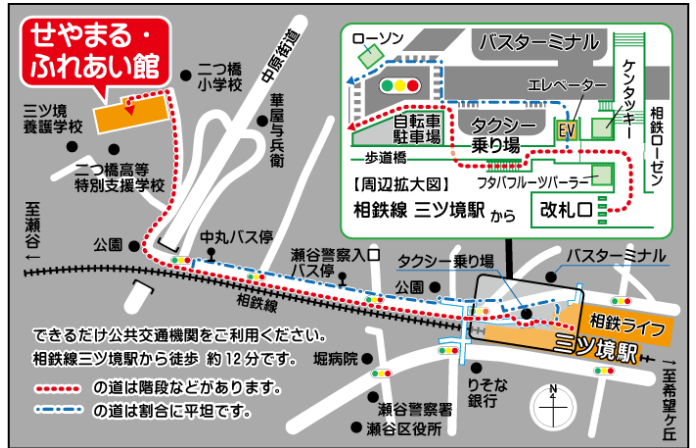 せやまる・
ふれあい館
二つ橋
小学校
中原街道
華屋与兵衛
三ツ境
養護学校
二つ橋高等
特別支援学校
至瀬谷←
公園
中丸バス停
瀬谷警察入口
バス停
相鉄線
公園
タクシー乗り場
バスターミナル
相鉄ライフ
三ツ境駅
→至希望ケ丘
りそな
銀行
堀病院
瀬谷警察署
瀬谷区役所
N
できるだけ公共交通機関をご利用ください。
相鉄線三ツ境駅から徒歩 約12分です。
の道は階段などがあります。
の道は割合に平坦です。
ローソン
バスターミナル
エレベーター
ケンタッキー
相鉄ローゼン
自転車
駐車場
タクシー
乗り場
EV
歩道橋
フタバフルーツパーラー
【周辺拡大図】
相鉄線 三ツ境駅 から
改札口